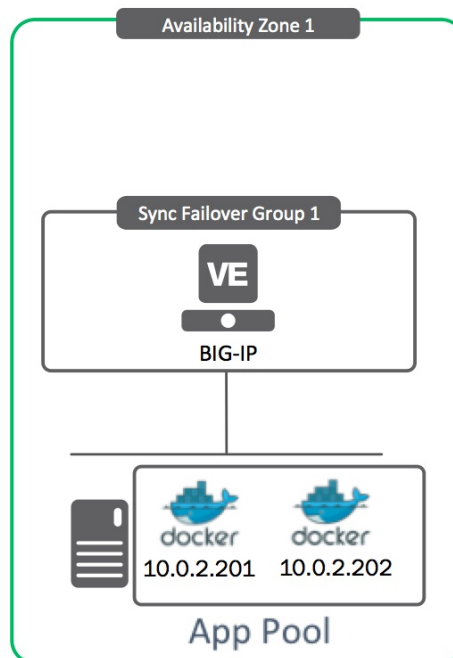 Availability Zone 1
Sync Failover Group 1
VE
BIG-IP
docker docker
10.0.2.201 10.0.2.202
App Pool